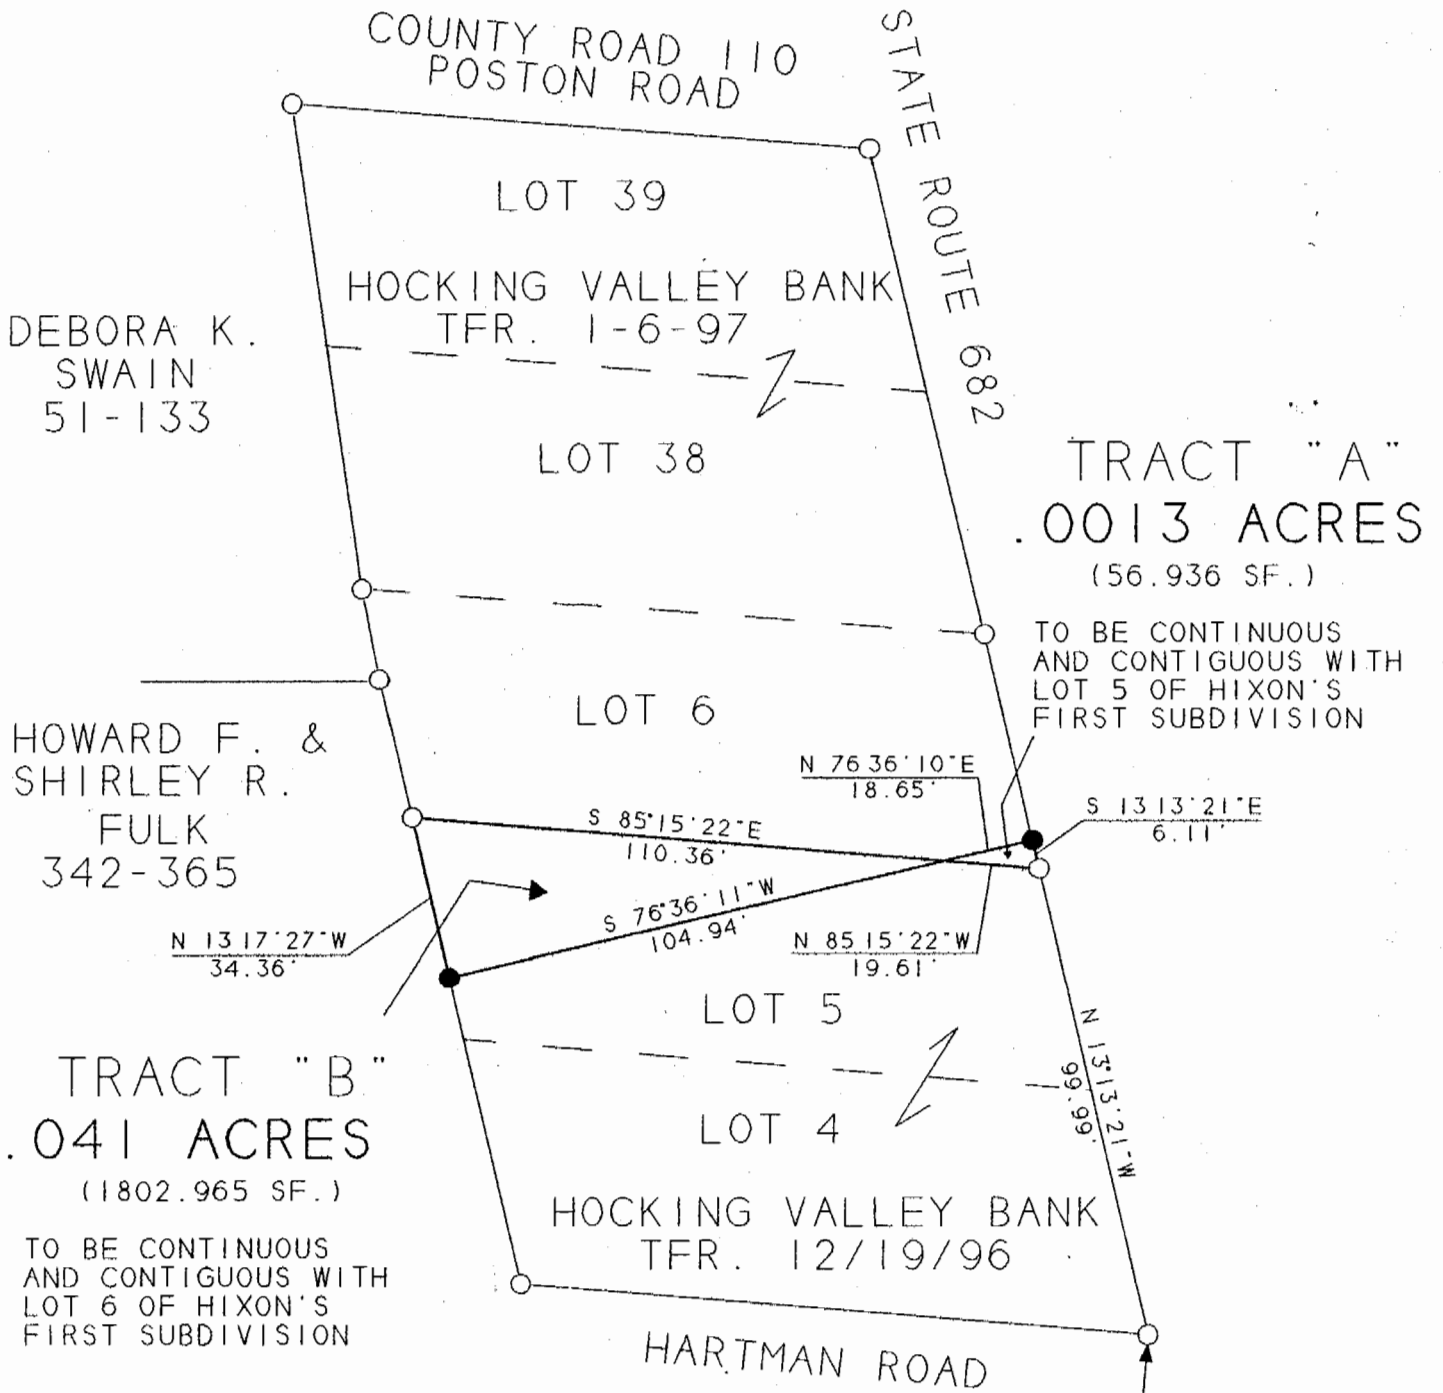 COUNTY ROAD 110
POSTON ROAD
STATE ROUTE 682
LOT 39
HOCKING VALLEY BANK
TFR. 1-6-97
DEBORA K.
SWAIN
51-133
LOT 38
TRACT "A"
.0013 ACRES
(56.936 SF.)
TO BE CONTINUOUS
AND CONTIGUOUS WITH
LOT 5 OF HIXON'S
FIRST SUBDIVISION
LOT 6
HOWARD F. &
SHIRLEY R.
FULK
342-365
N 76 36'10"E
18.65'
S 13 13'21"E
6.11'
S 85°15'22"E
110.36'
S 76°36'11"W
104.94'
N 13 17'27"W
34.36'
N 85 15'22"W
19.61'
LOT 5
N 13°13'21"W
99.99'
TRACT "B"
.041 ACRES
(1802.965 SF.)
TO BE CONTINUOUS
AND CONTIGUOUS WITH
LOT 6 OF HIXON'S
FIRST SUBDIVISION
LOT 4
HOCKING VALLEY BANK
TFR. 12/19/96
HARTMAN ROAD